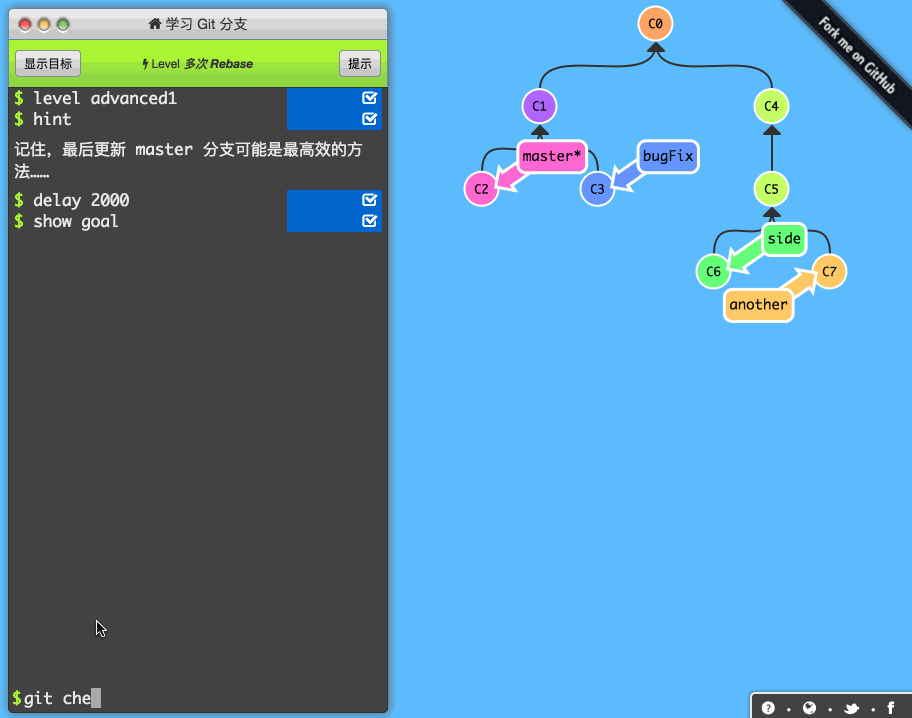 学习 Git 分支
显示目标
Level 多次 Rebase
提示
$ level advanced1
$ hint
记住，最后更新 master 分支可能是最高效的方
法……
$ delay 2000
$ show goal
$git che
C0
C1
C4
master*
bugFix
C2
C3
C5
side
C6
C7
another
Fork me on GitHub